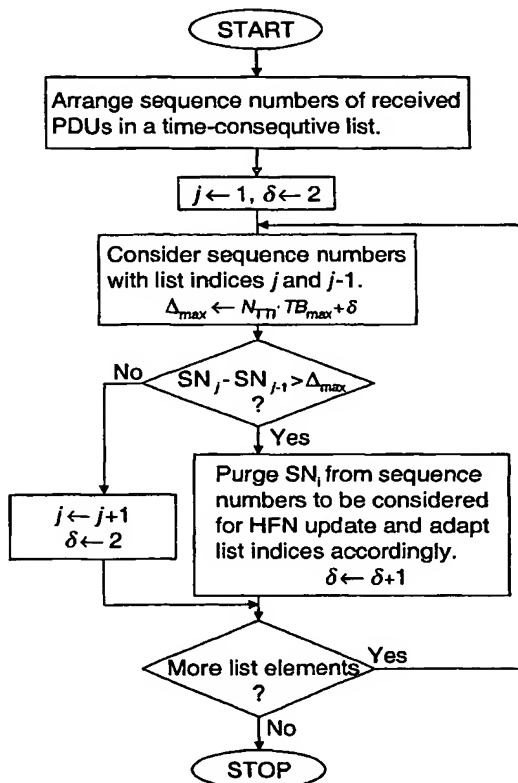 START
Arrange sequence numbers of received
PDUs in a time-consequtive list.
j ← 1, δ ← 2
Consider sequence numbers
with list indices j and j-1.
Δmax ← NTTI · TBmax + δ
No
SNj - SNj-1 > Δmax
?
Yes
j ← j+1
δ ← 2
Purge SNj from sequence
numbers to be considered
for HFN update and adapt
list indices accordingly.
δ ← δ+1
More list elements
?
Yes
No
STOP